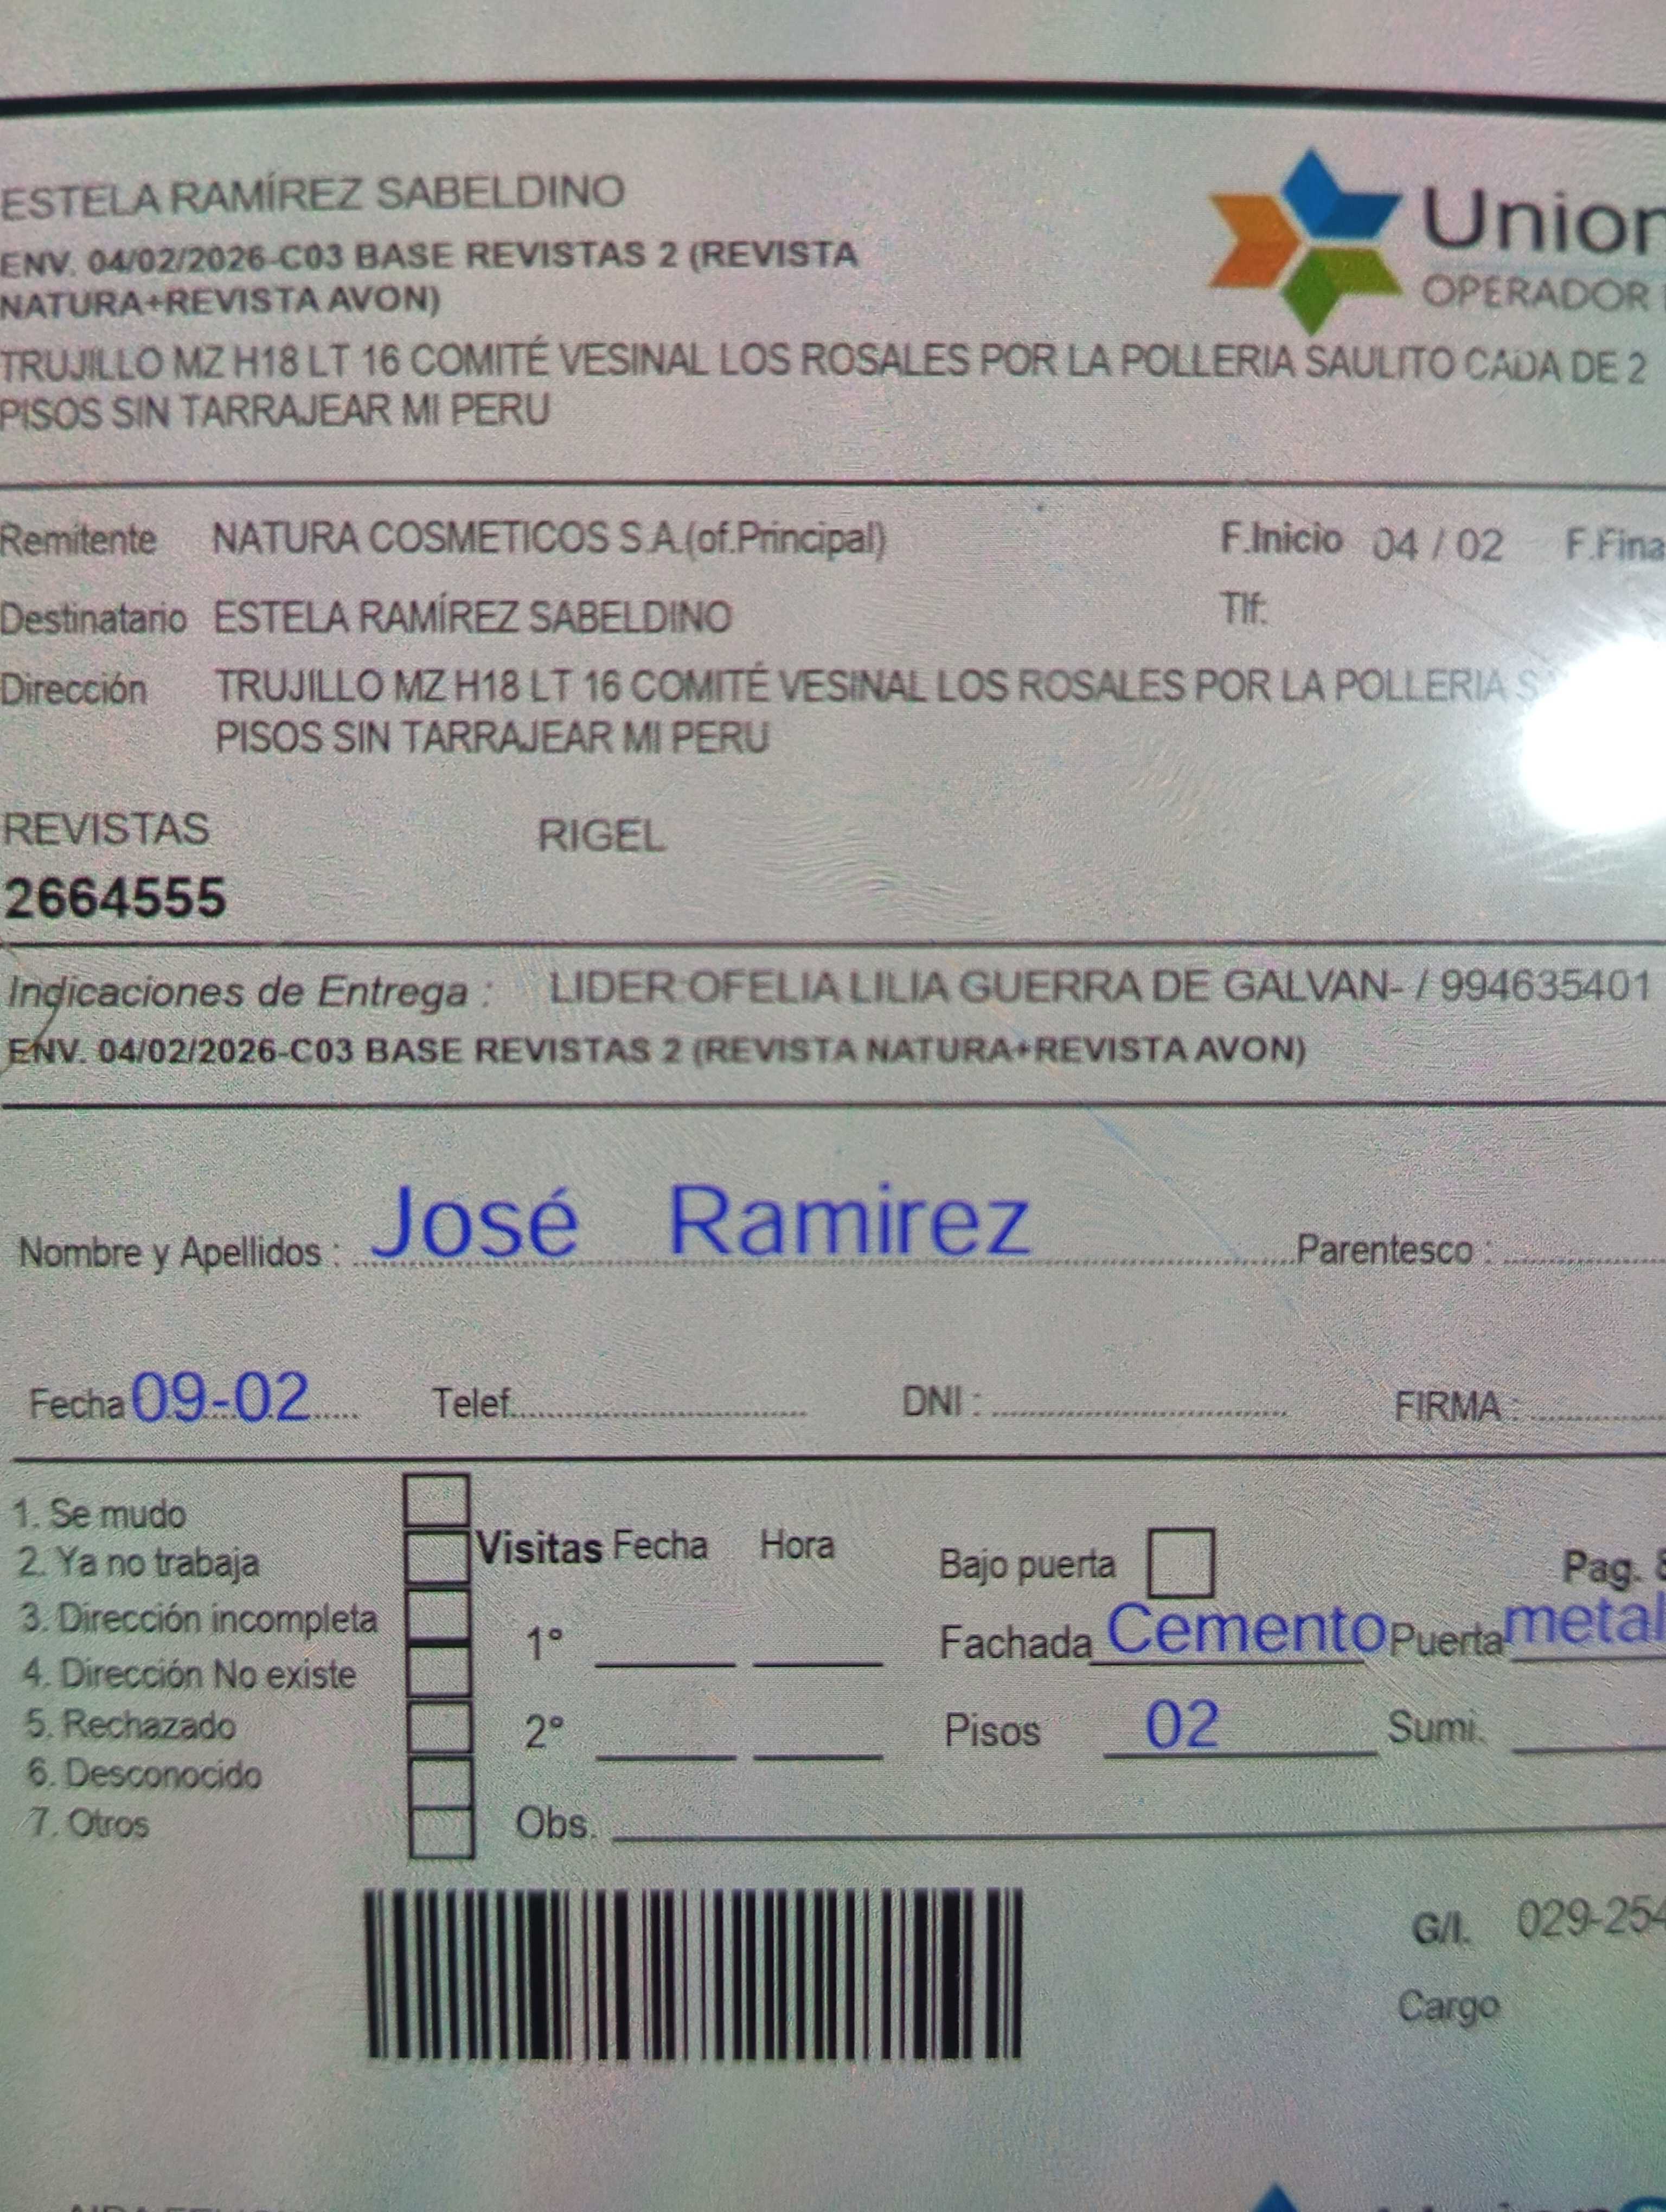 ESTELA RAMÍREZ SABELDINO
ENV. 04/02/2026-C03 BASE REVISTAS 2 (REVISTA
NATURA+REVISTA AVON)
Union
OPERADOR
TRUJILLO MZ H18 LT 16 COMITÉ VESINAL LOS ROSALES POR LA POLLERIA SAULITO CADA DE 2
PISOS SIN TARRAJEAR MI PERU
Remitente NATURA COSMETICOS S.A.(of.Principal) F.Inicio 04 / 02 F.Fina
Destinatario ESTELA RAMÍREZ SABELDINO Tlf:
Dirección TRUJILLO MZ H18 LT 16 COMITÉ VESINAL LOS ROSALES POR LA POLLERIA
PISOS SIN TARRAJEAR MI PERU
REVISTAS RIGEL
2664555
Indicaciones de Entrega : LIDER:OFELIA LILIA GUERRA DE GALVAN- / 994635401
ENV. 04/02/2026-C03 BASE REVISTAS 2 (REVISTA NATURA+REVISTA AVON)
Nombre y Apellidos : José Ramirez Parentesco :
Fecha 09-02 Telef. DNI : FIRMA :
1. Se mudo
2. Ya no trabaja
3. Dirección incompleta
4. Dirección No existe
5. Rechazado
6. Desconocido
7. Otros
Visitas Fecha Hora
1°
2°
Obs.
Bajo puerta Pag.
Fachada Cemento Puerta metal
Pisos 02 Sumi.
G/I. 029-254
Cargo